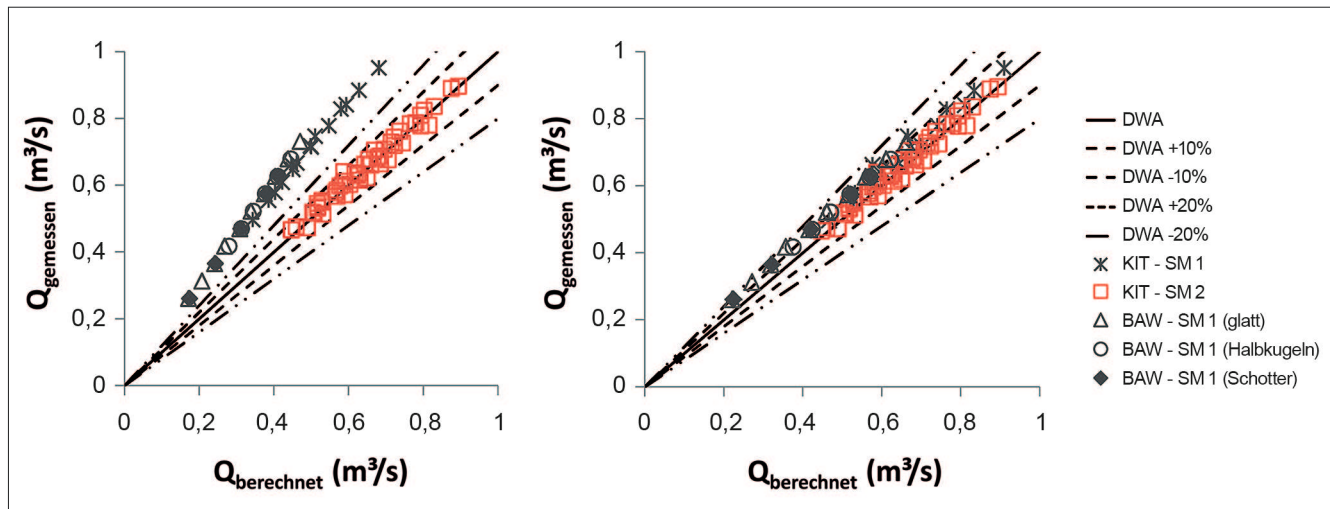 1
0,8
0,6
0,4
0,2
0
0 0,2 0,4 0,6 0,8 1
Q_gemessen (m³/s)
Q_berechnet (m³/s)
1
0,8
0,6
0,4
0,2
0
0 0,2 0,4 0,6 0,8 1
Q_gemessen (m³/s)
Q_berechnet (m³/s)
DWA
DWA +10%
DWA -10%
DWA +20%
DWA -20%
KIT - SM 1
KIT - SM 2
BAW - SM 1 (glatt)
BAW - SM 1 (Halbkugeln)
BAW - SM 1 (Schotter)